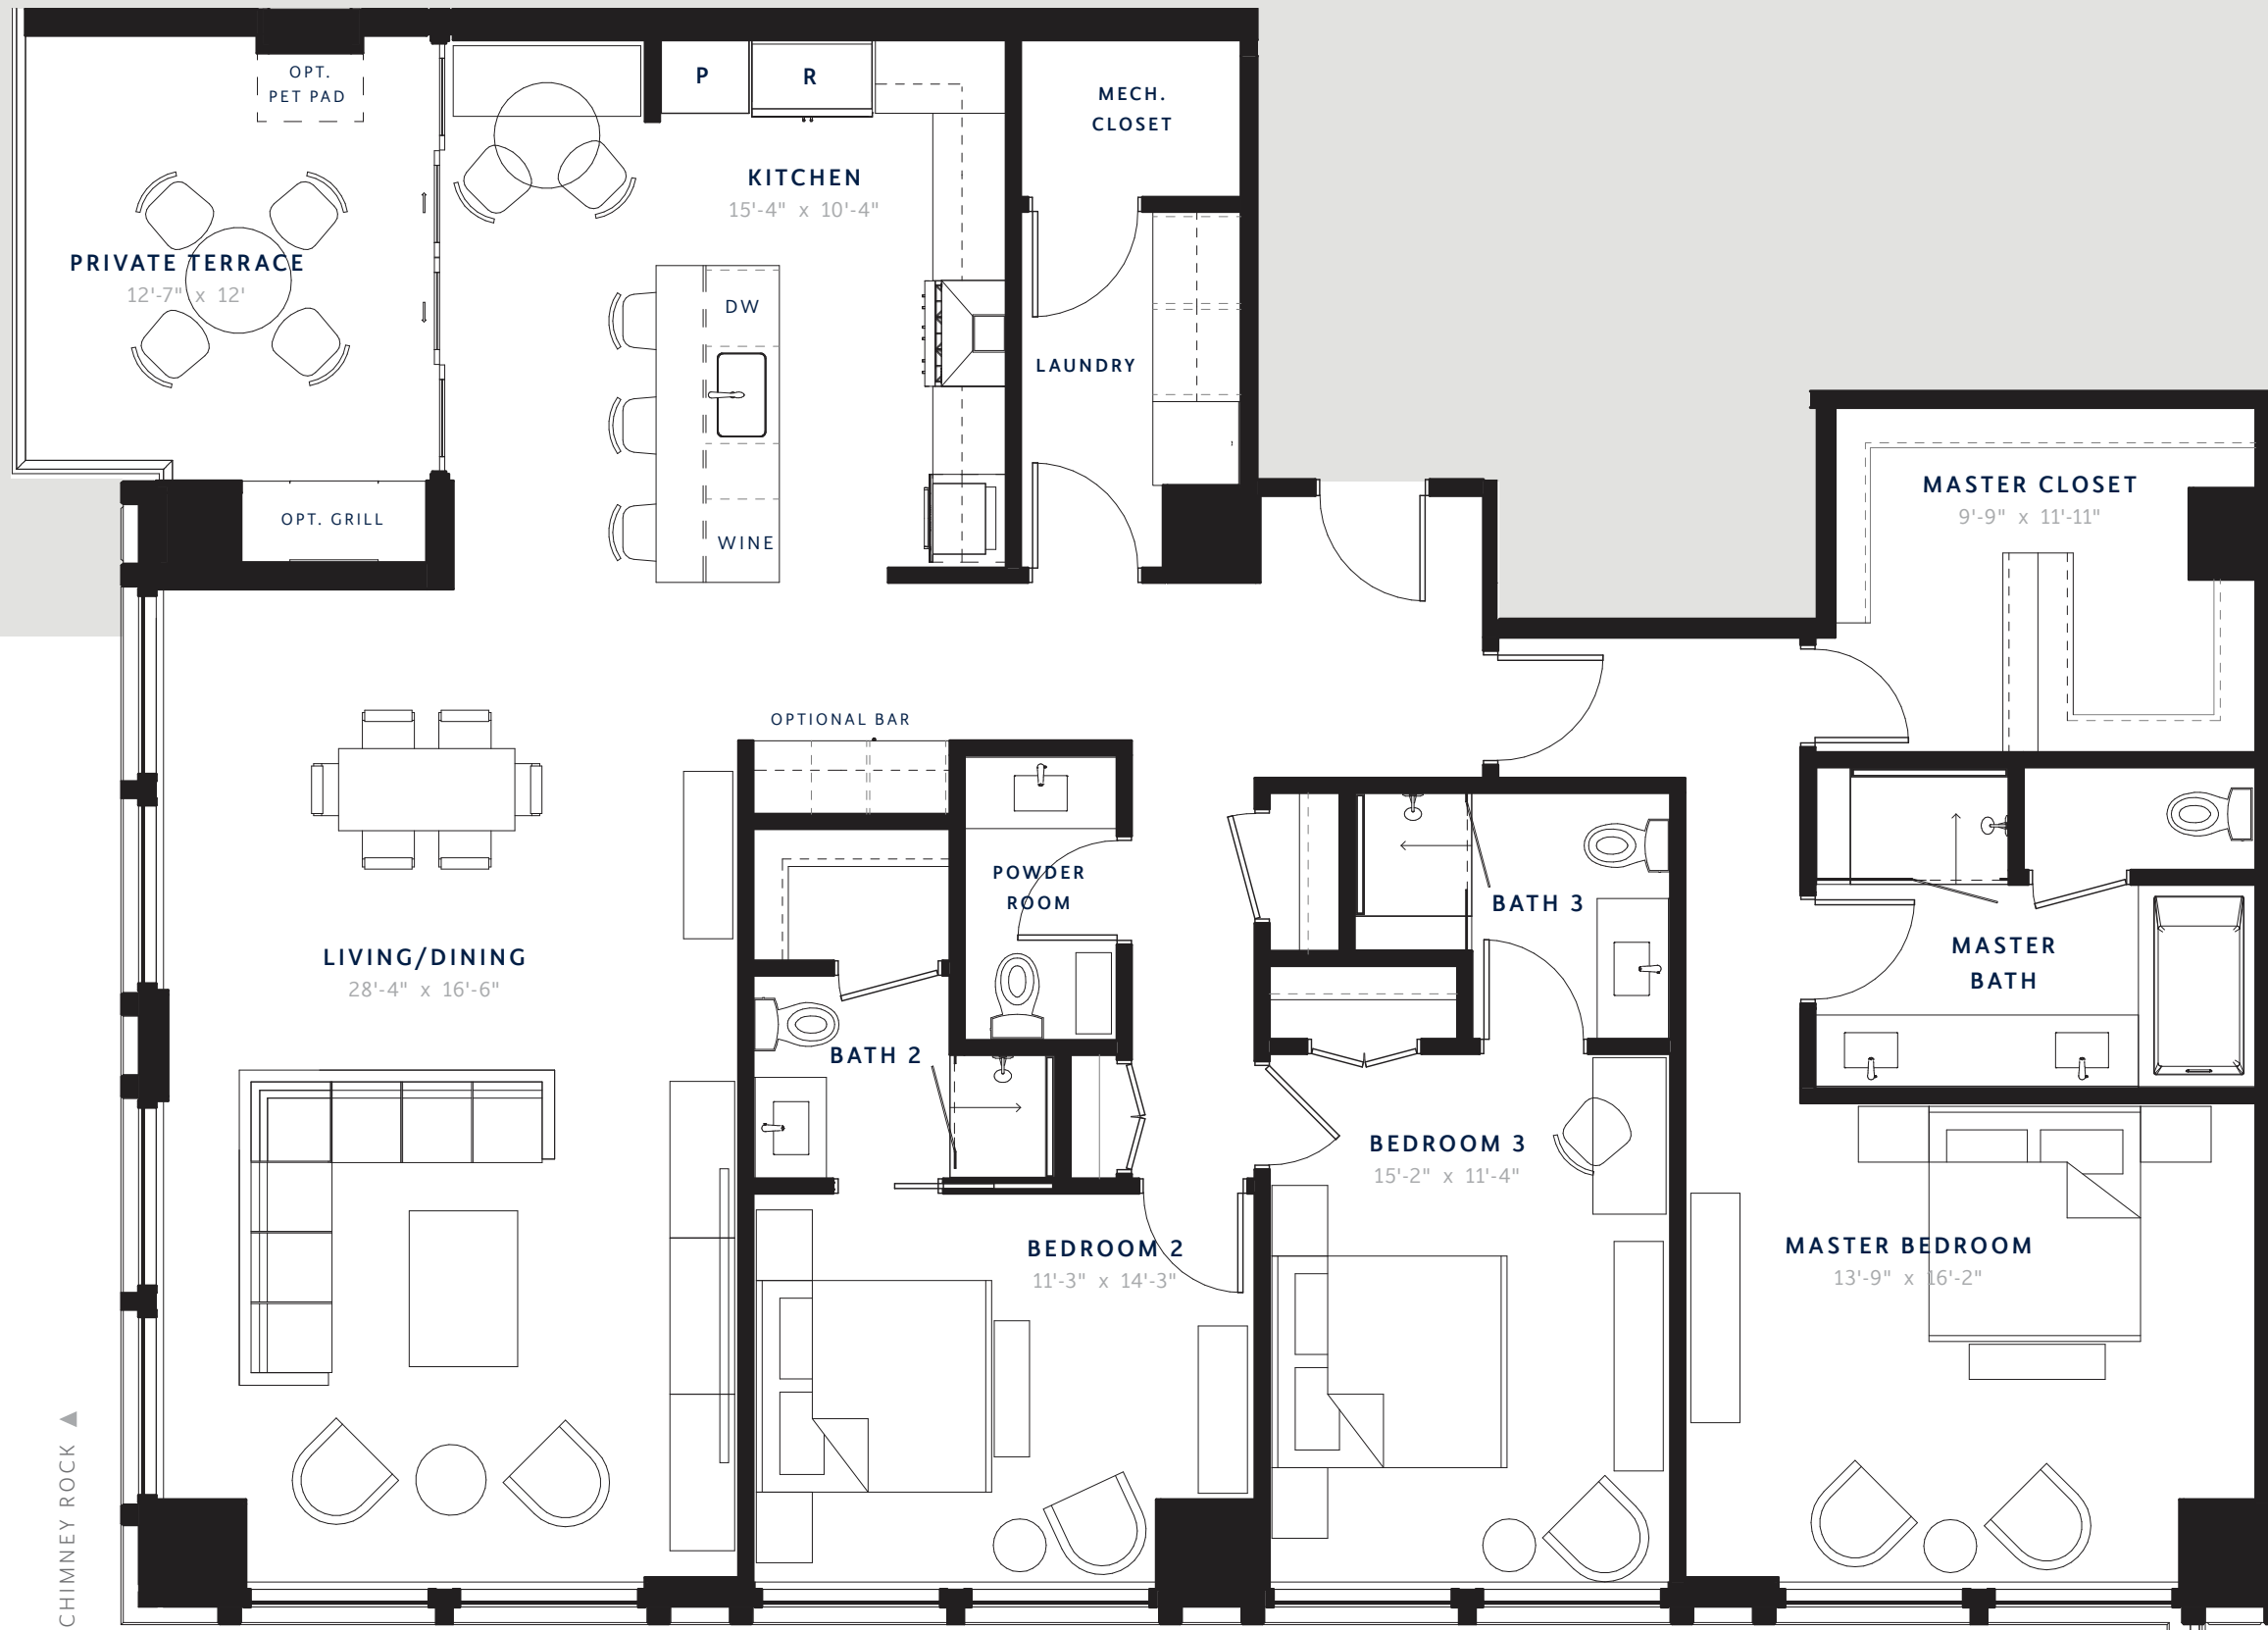 OPT.
PET PAD
P
R
MECH.
CLOSET
KITCHEN
15'-4" x 10'-4"
PRIVATE TERRACE
12'-7" x 12'
DW
LAUNDRY
WINE
OPT. GRILL
MASTER CLOSET
9'-9" x 11'-11"
OPTIONAL BAR
POWDER
ROOM
BATH 3
LIVING/DINING
28'-4" x 16'-6"
MASTER
BATH
BATH 2
BEDROOM 3
15'-2" x 11'-4"
BEDROOM 2
11'-3" x 14'-3"
MASTER BEDROOM
13'-9" x 16'-2"
CHIMNEY ROCK